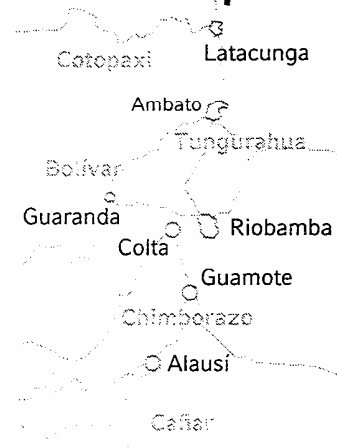 Latacunga
Cotopaxi
Ambato
Tungurahua
Bolívar
Guaranda
Riobamba
Colta
Guamote
Chimborazo
Alausí
Cañar